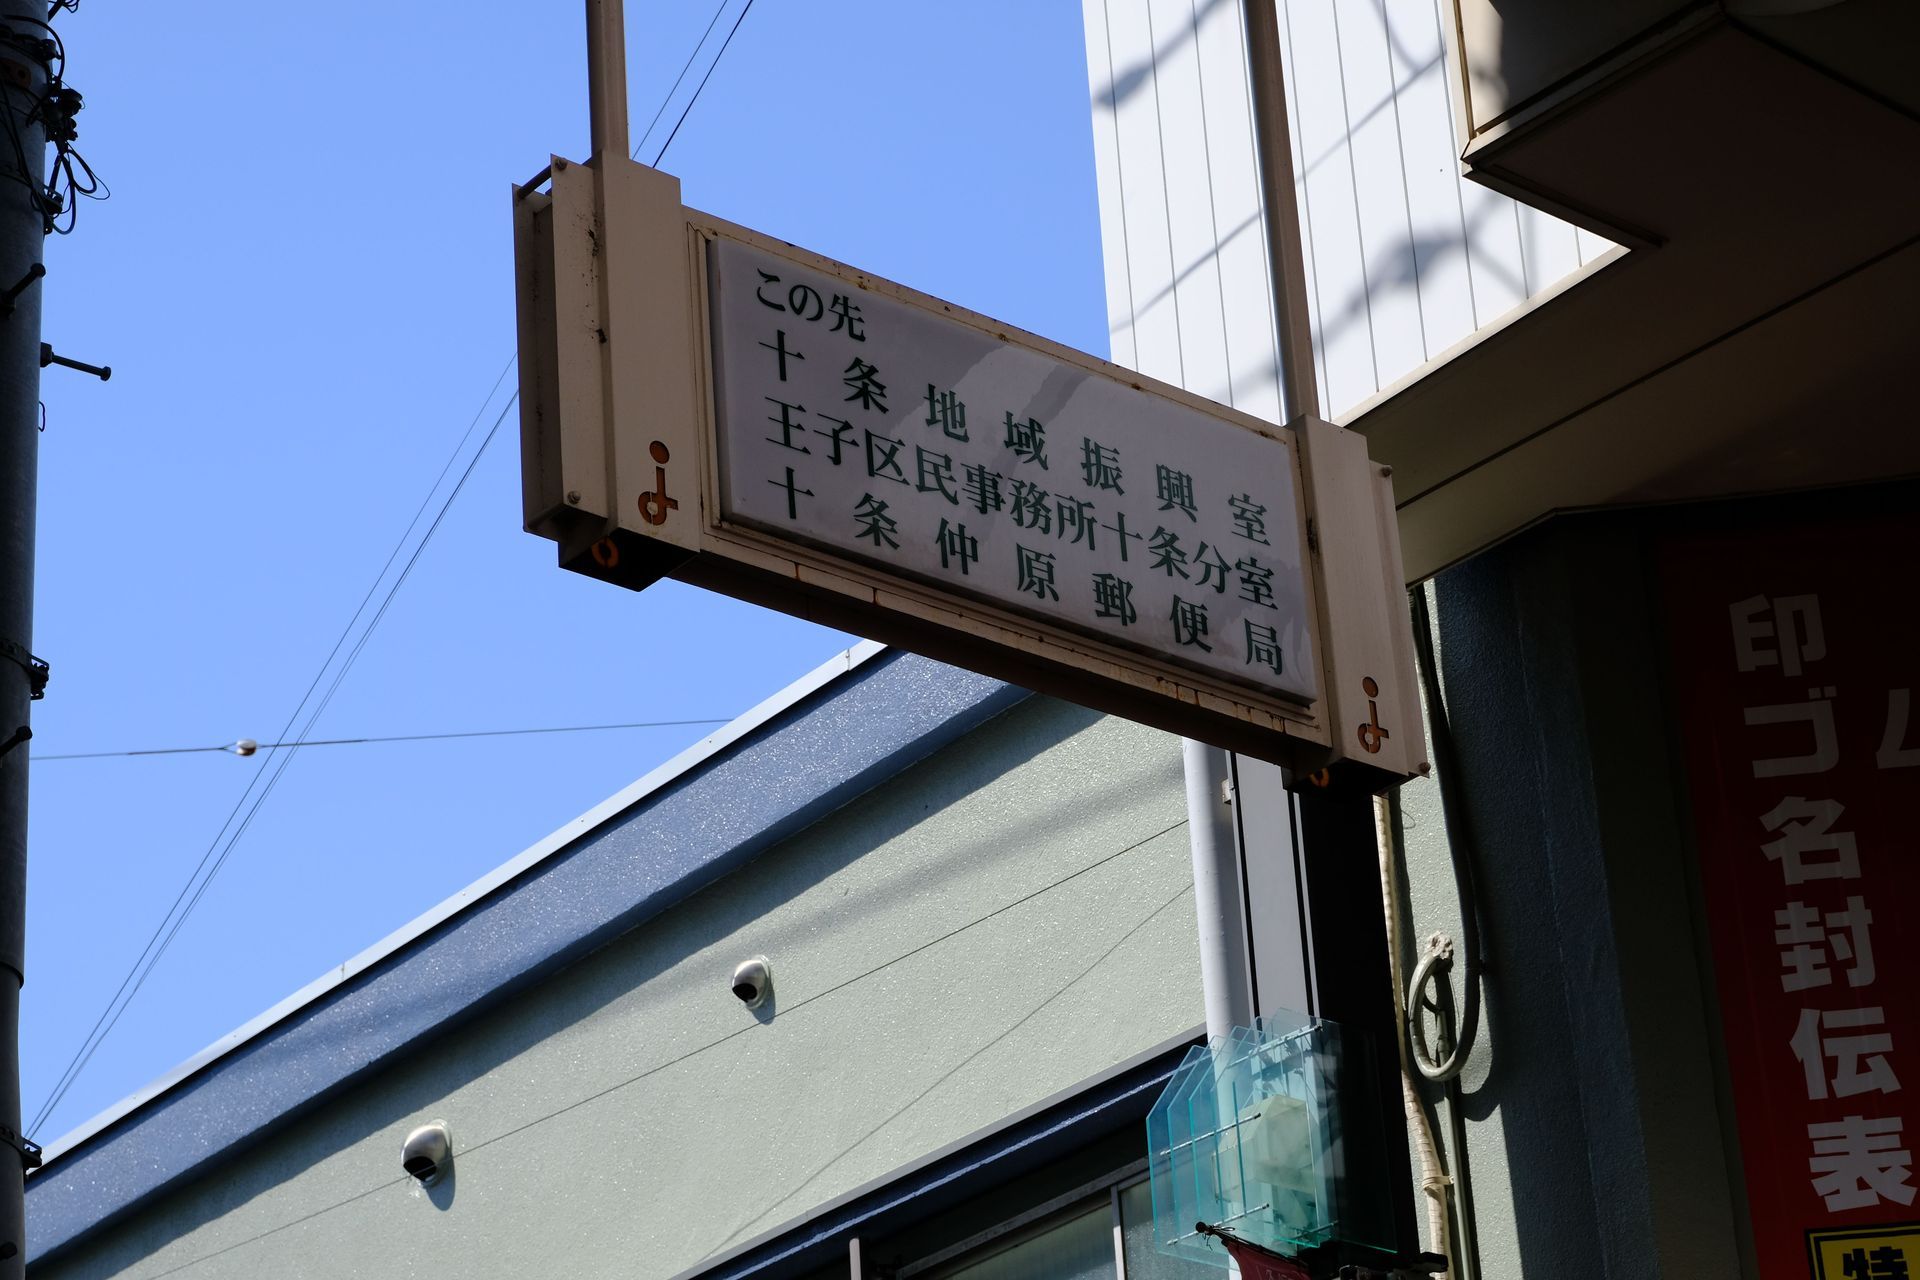 この先
十条地域振興室
王子区民事務所十条分室
十条仲原郵便局
ム
印
ゴ
名
封
伝
表
特